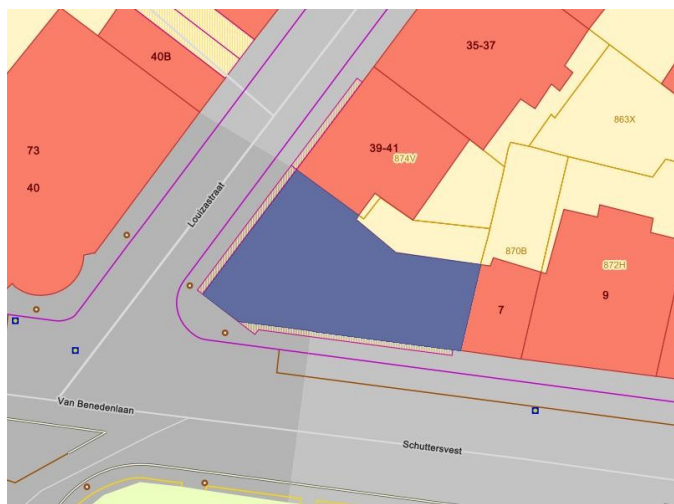 35-37
40B
863X
73
39-41
874V
40
Louizastraat
870B
872H
7
9
Van Benedenlaan
Schuttersvest